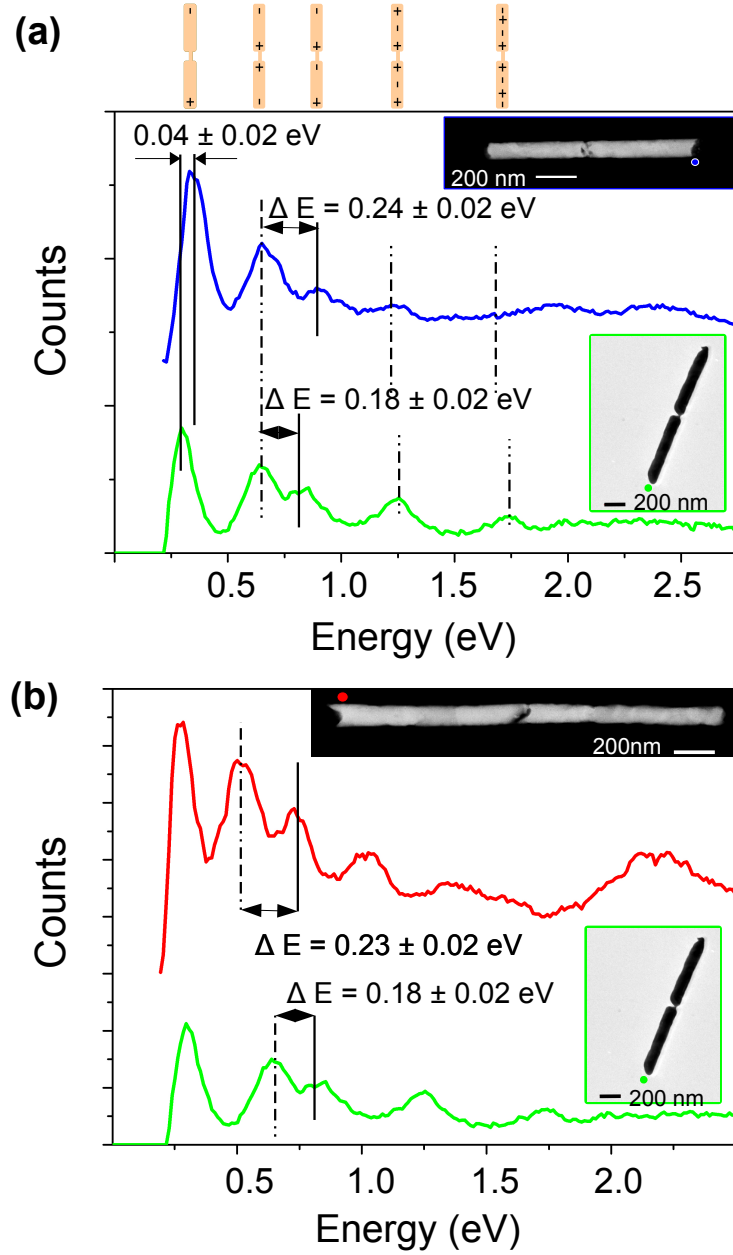 (a)
- - - + - + +
- + - + -
+ + + - + -
+ + - + - +
- + - + -
+ - + + - + -
0.04 ± 0.02 eV
200 nm
Δ E = 0.24 ± 0.02 eV
Counts
Δ E = 0.18 ± 0.02 eV
200 nm
0.5 1.0 1.5 2.0 2.5
Energy (eV)
(b)
200nm
Counts
Δ E = 0.23 ± 0.02 eV
Δ E = 0.18 ± 0.02 eV
200 nm
0.5 1.0 1.5 2.0
Energy (eV)